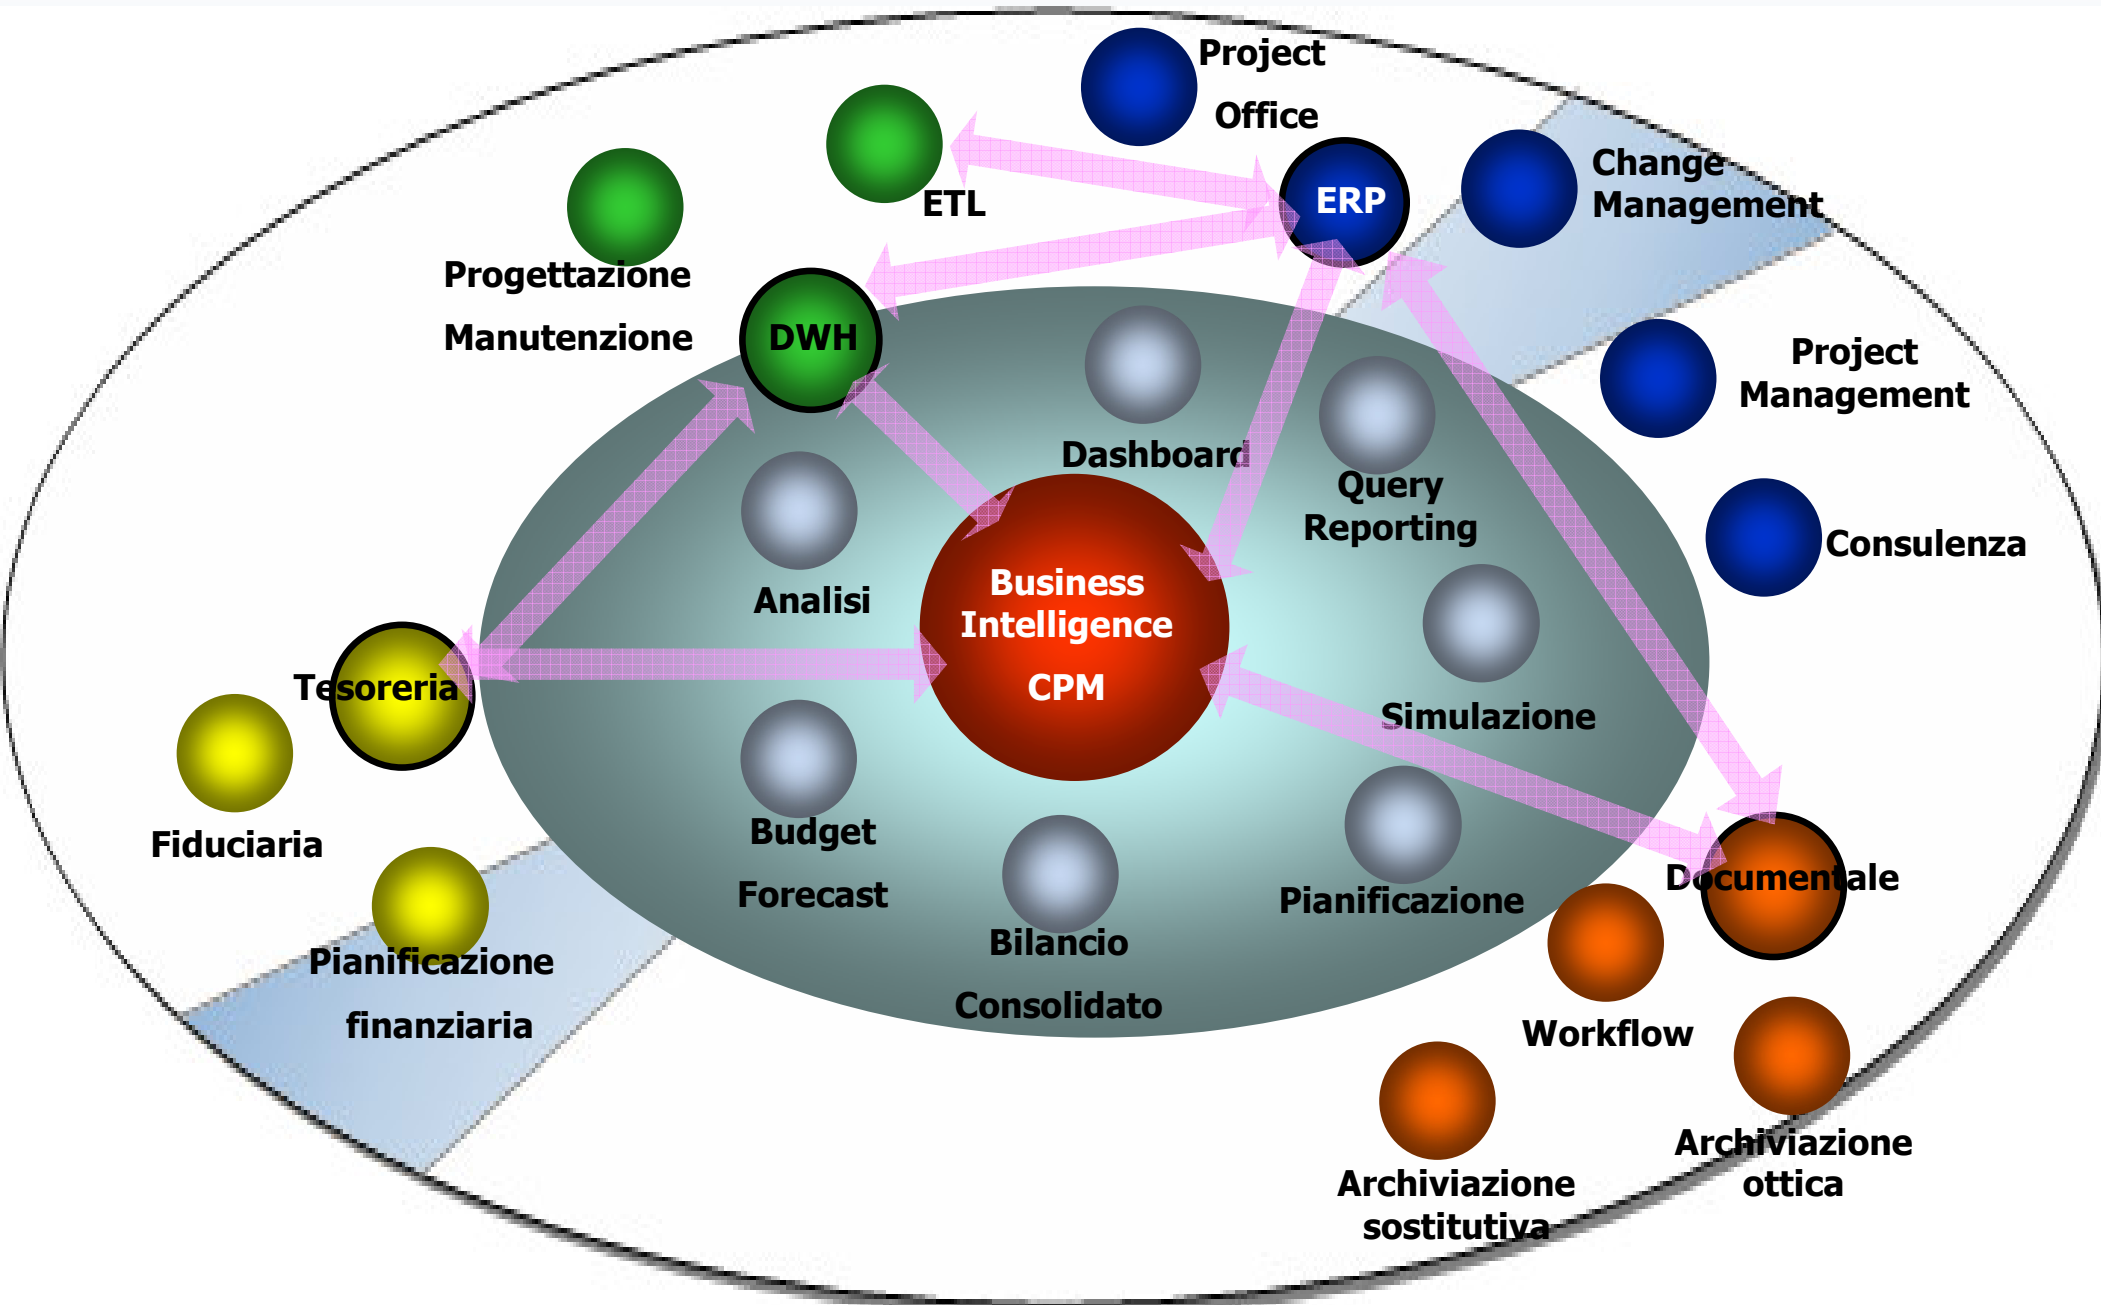 Project
Office
ETL
ERP
Change
Management
Progettazione
Manutenzione
DWH
Project
Management
Dashboard
Query
Reporting
Consulenza
Analisi
Business
Intelligence
CPM
Tesoreria
Simulazione
Fiduciaria
Budget
Forecast
Pianificazione
Documentale
Bilancio
Consolidato
Pianificazione
finanziaria
Workflow
Archiviazione
ottica
Archiviazione
sostitutiva